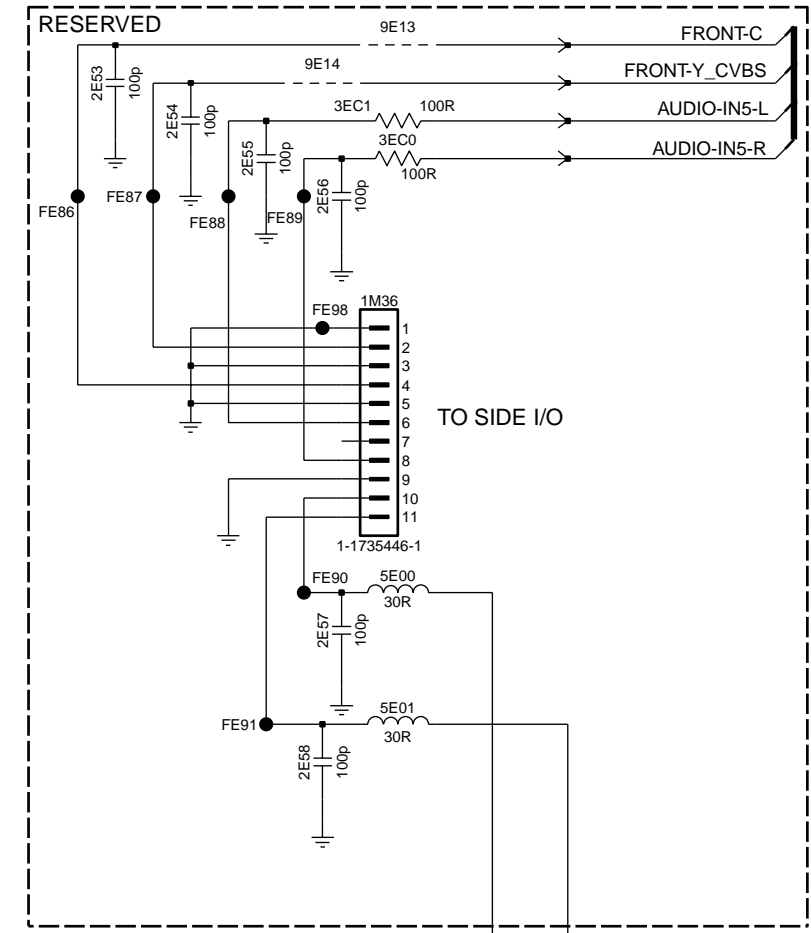 RESERVED
9E13
FRONT-C
2E53
100p
9E14
FRONT-Y_CVBS
2E54
100p
3EC1
100R
AUDIO-IN5-L
2E55
100p
3EC0
100R
AUDIO-IN5-R
2E56
100p
FE86
FE87
FE88
FE89
FE98
1M36
1
2
3
4
5
6
7
8
9
10
11
TO SIDE I/O
1-1735446-1
FE90
5E00
30R
2E57
100p
FE91
5E01
30R
2E58
100p